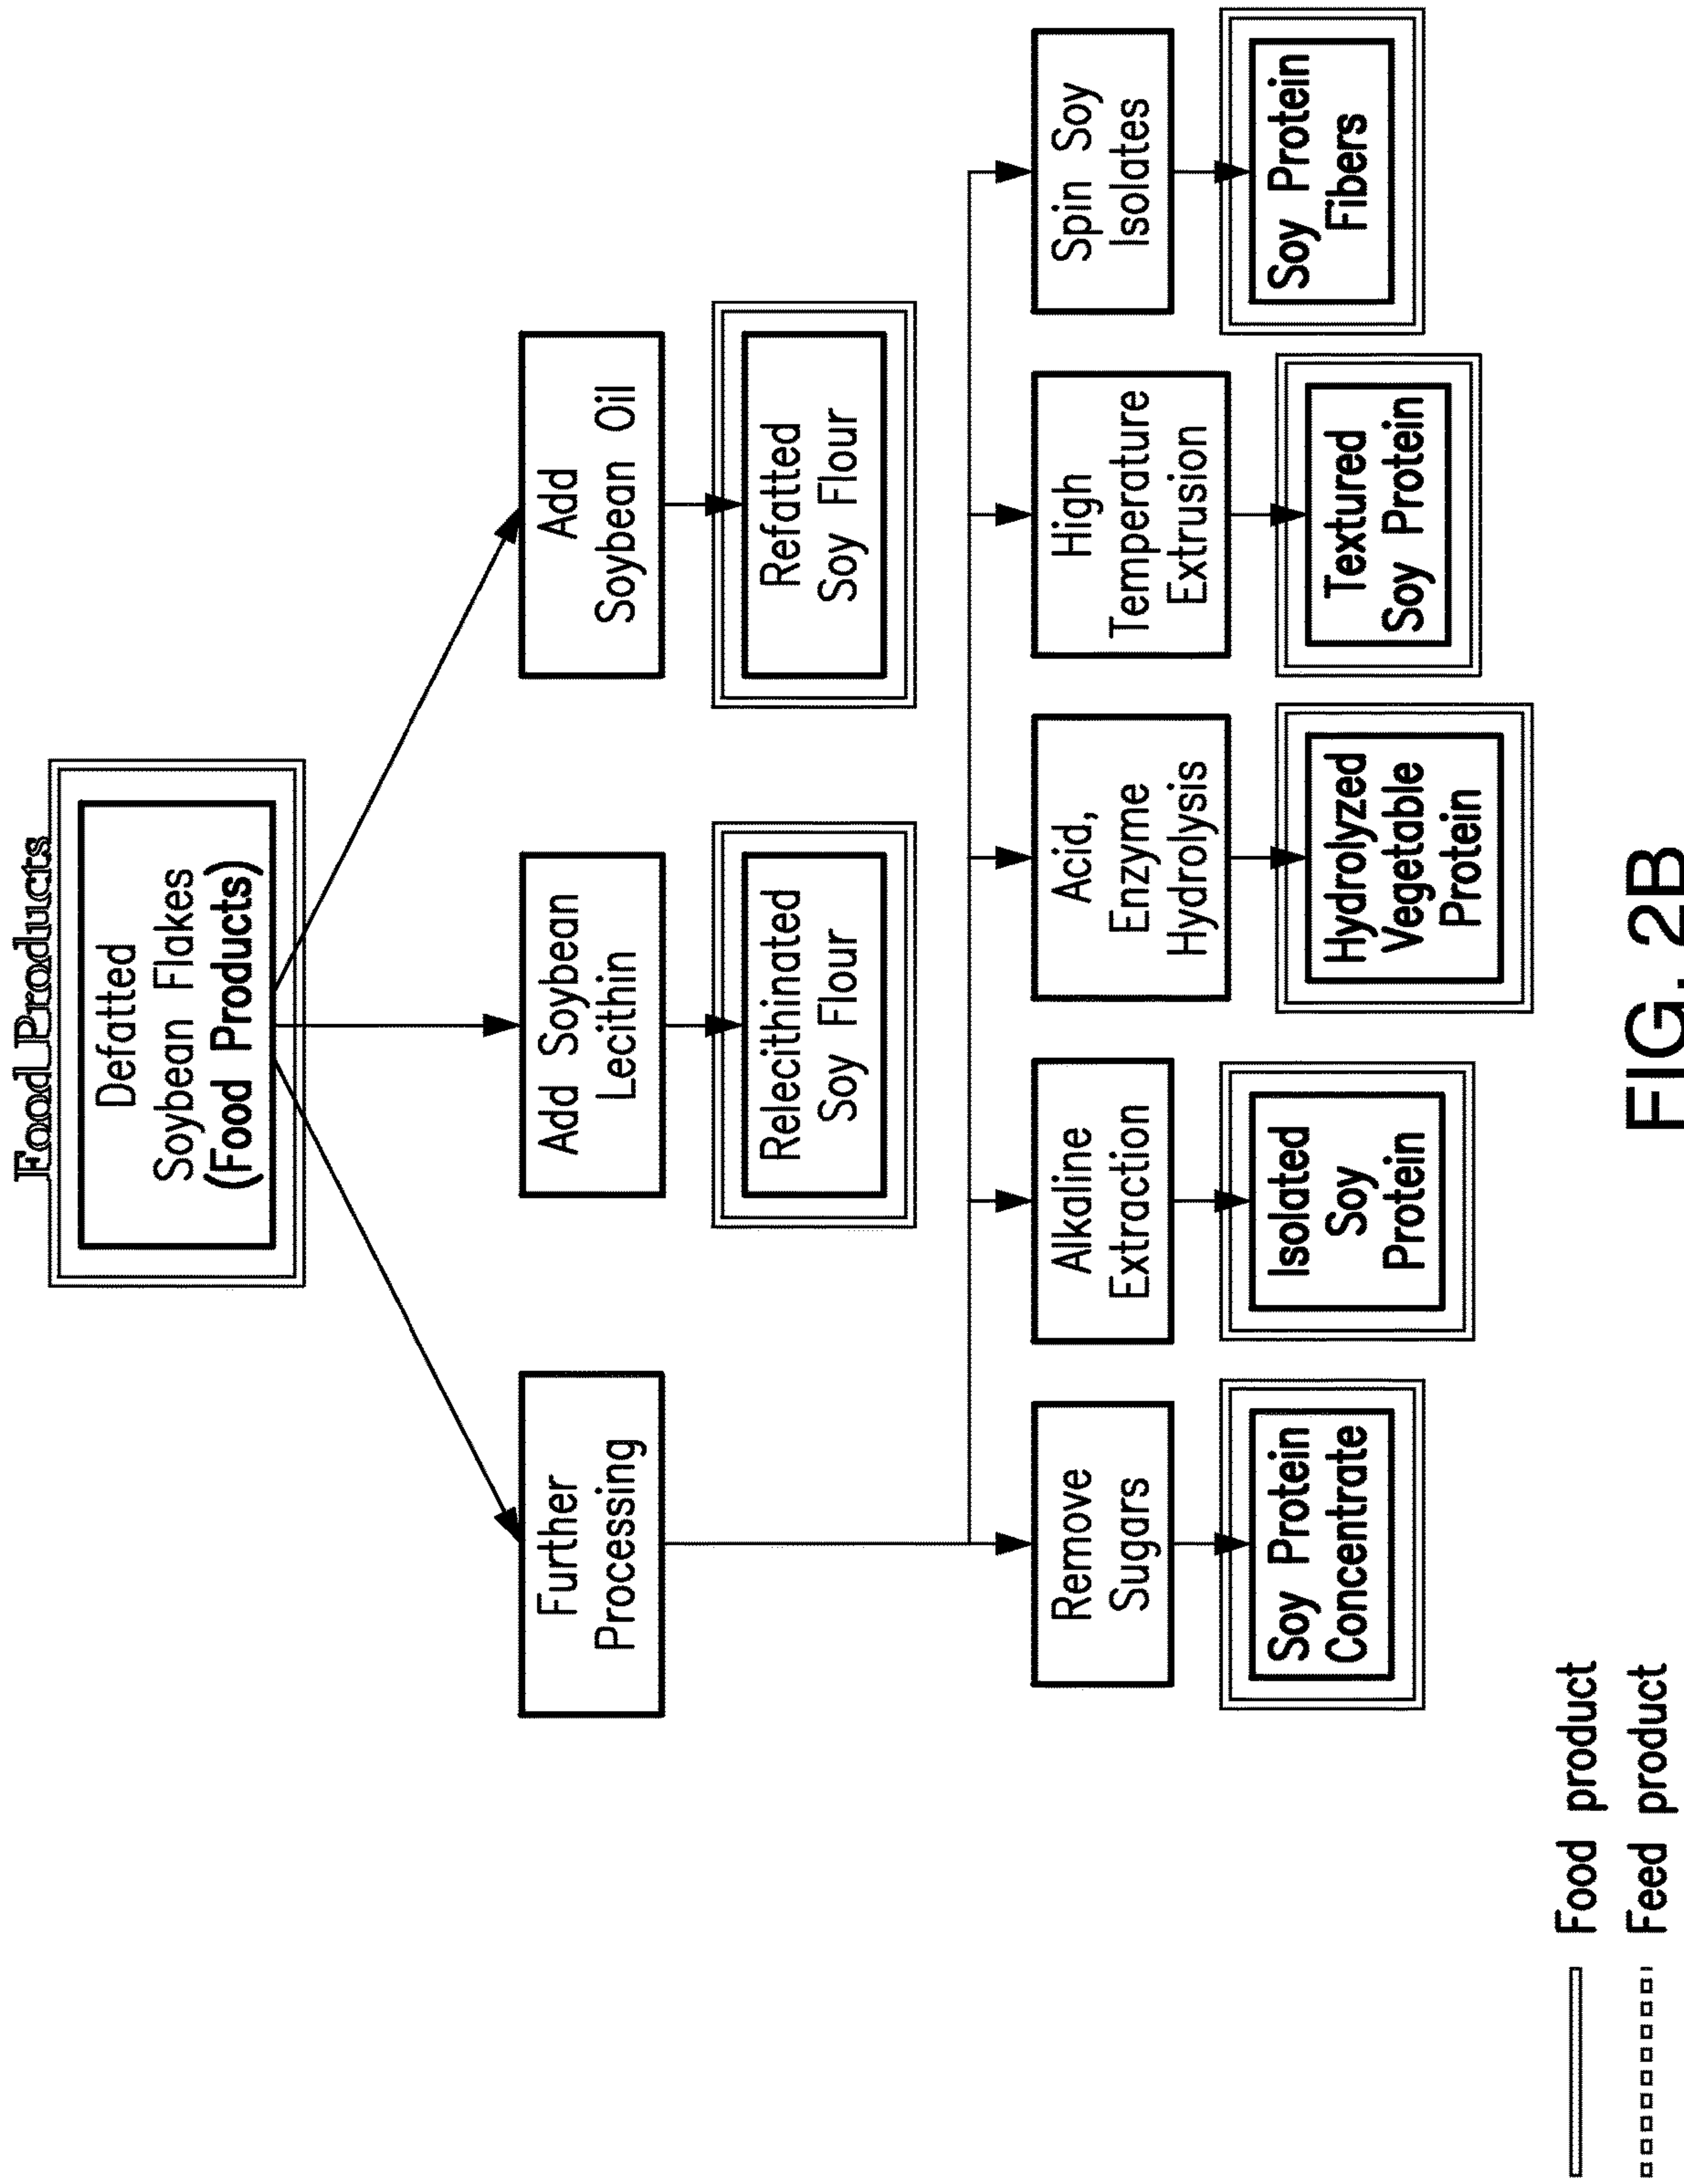 Food Products
Defatted
Soybean Flakes
(Food Products)
Further
Processing
Add Soybean
Lecithin
Add
Soybean Oil
Relecithinated
Soy Flour
Refatted
Soy Flour
Remove
Sugars
Alkaline
Extraction
Acid,
Enzyme
Hydrolysis
High
Temperature
Extrusion
Spin Soy
Isolates
Soy Protein
Concentrate
Isolated
Soy
Protein
Hydrolyzed
Vegetable
Protein
Textured
Soy Protein
Soy Protein
Fibers
Food product
Feed product
FIG. 2B